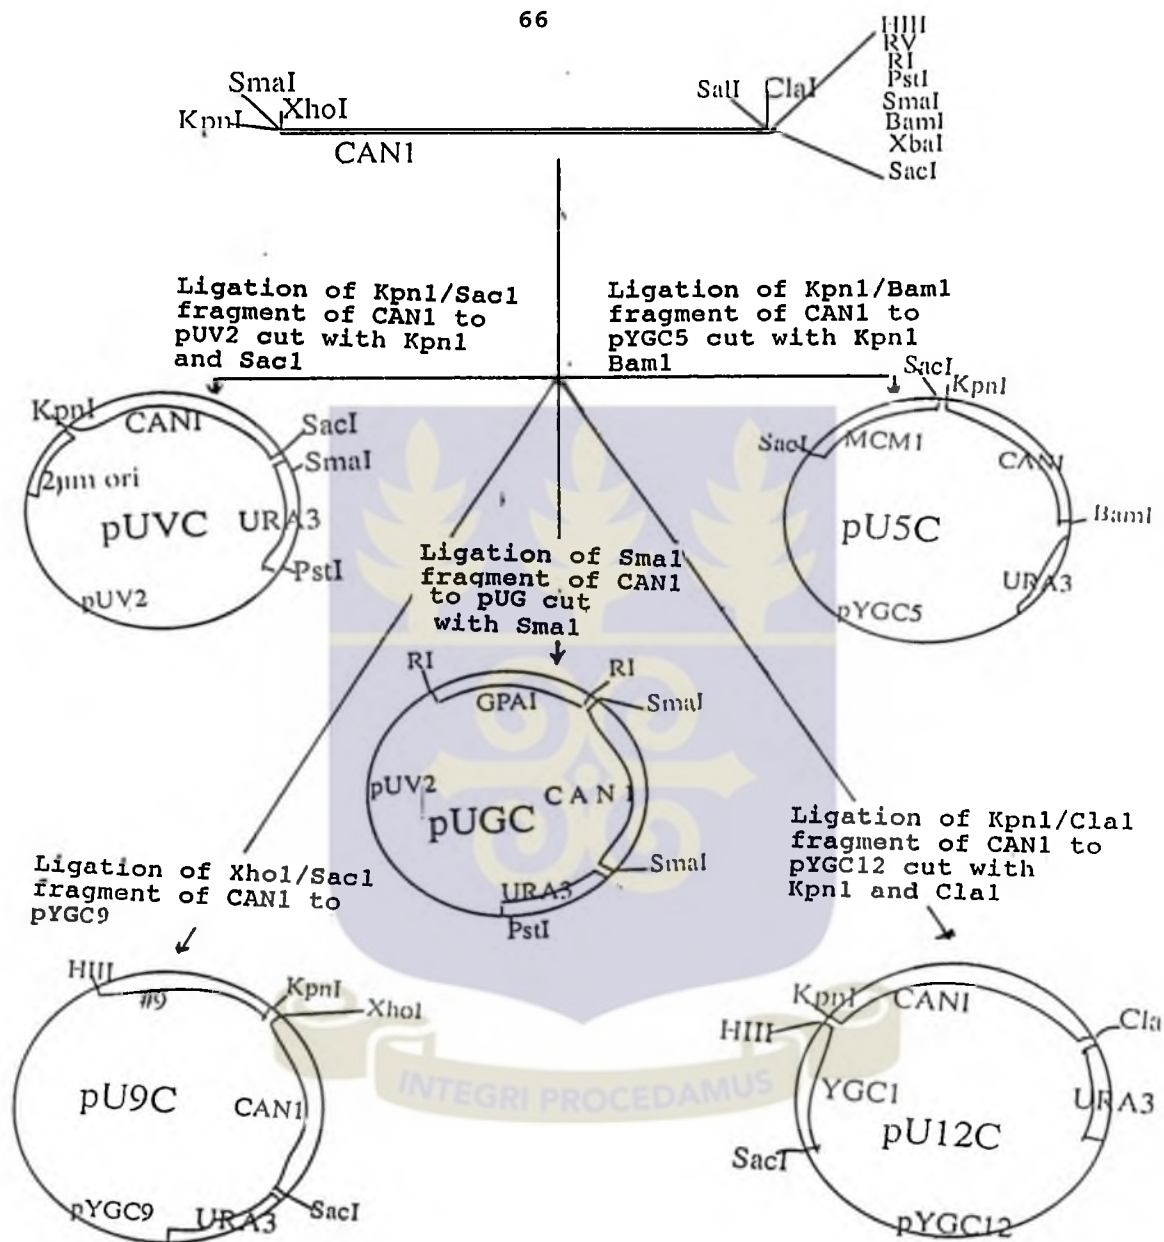 66
HIII
RV
RI
PstI
SmaI
BamI
XbaI
SacI
SmaI
XhoI
KpnI
SalI
ClaI
CAN1
Ligation of Kpn1/Sac1
fragment of CAN1 to
pUV2 cut with Kpn1
and Sac1
Ligation of Kpn1/Bam1
fragment of CAN1 to
pYGC5 cut with Kpn1
Bam1
KpnI
CAN1
SacI
SmaI
2µm ori
pUVC
URA3
PstI
pUV2
SacI
KpnI
SacI
MCM1
CAN1
BamI
pU5C
URA3
pYGC5
Ligation of Sma1
fragment of CAN1
to pUG cut
with Sma1
RI
RI
GPA1
SmaI
pUV2
CAN1
pUGC
SmaI
URA3
PstI
Ligation of Xho1/Sac1
fragment of CAN1 to
pYGC9
Ligation of Kpn1/Cla1
fragment of CAN1 to
pYGC12 cut with
Kpn1 and Cla1
HIII
#9
KpnI
XhoI
pU9C
CAN1
pYGC9
URA3
SacI
KpnI
CAN1
HIII
Cla
YGC1
URA3
pU12C
SacI
pYGC12
INTEGRI PROCEDAMUS